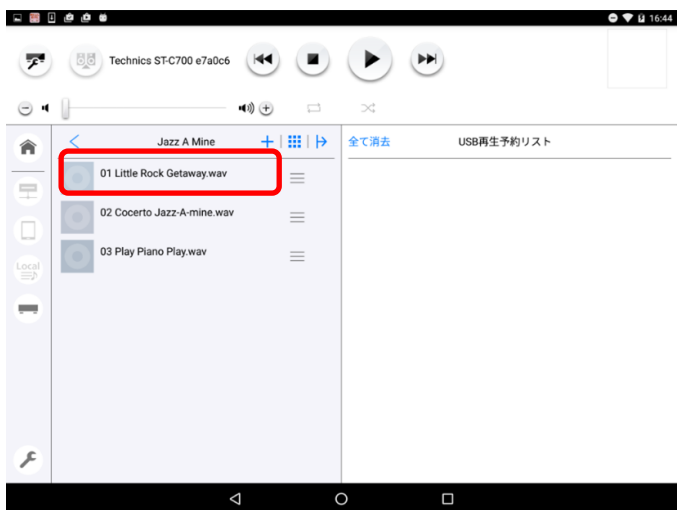 16:44
Technics ST-C700 e7a0c6
Jazz A Mine
全て消去
USB再生予約リスト
01 Little Rock Getaway.wav
02 Cocerto Jazz-A-mine.wav
03 Play Piano Play.wav
Local